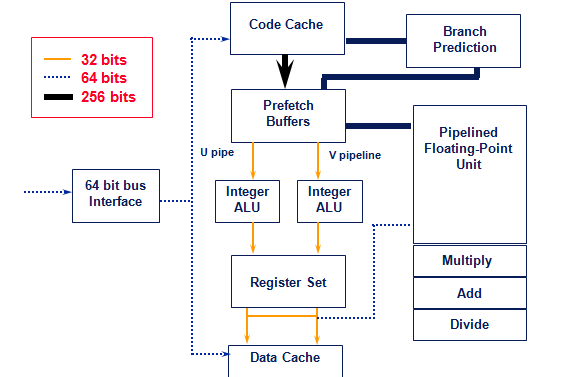 Code Cache
Branch
Prediction
32 bits
64 bits
256 bits
Prefetch
Buffers
Pipelined
Floating-Point
Unit
U pipe
V pipeline
64 bit bus
Interface
Integer
ALU
Integer
ALU
Multiply
Register Set
Add
Divide
Data Cache